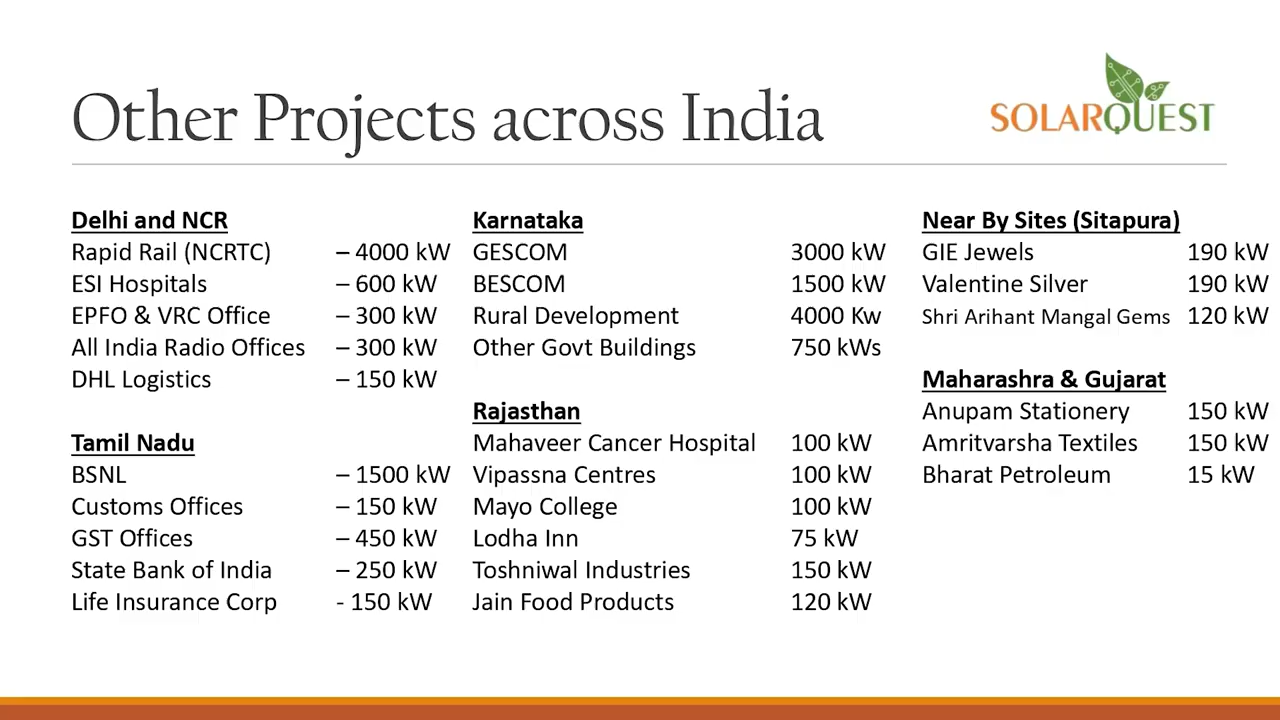 Other Projects across India
SOLARQUEST
Delhi and NCR
Rapid Rail (NCRTC) – 4000 kW
ESI Hospitals – 600 kW
EPFO & VRC Office – 300 kW
All India Radio Offices – 300 kW
DHL Logistics – 150 kW
Tamil Nadu
BSNL – 1500 kW
Customs Offices – 150 kW
GST Offices – 450 kW
State Bank of India – 250 kW
Life Insurance Corp - 150 kW
Karnataka
GESCOM 3000 kW
BESCOM 1500 kW
Rural Development 4000 Kw
Other Govt Buildings 750 kWs
Rajasthan
Mahaveer Cancer Hospital 100 kW
Vipassna Centres 100 kW
Mayo College 100 kW
Lodha Inn 75 kW
Toshniwal Industries 150 kW
Jain Food Products 120 kW
Near By Sites (Sitapura)
GIE Jewels 190 kW
Valentine Silver 190 kW
Shri Arihant Mangal Gems 120 kW
Maharashra & Gujarat
Anupam Stationery 150 kW
Amritvarsha Textiles 150 kW
Bharat Petroleum 15 kW